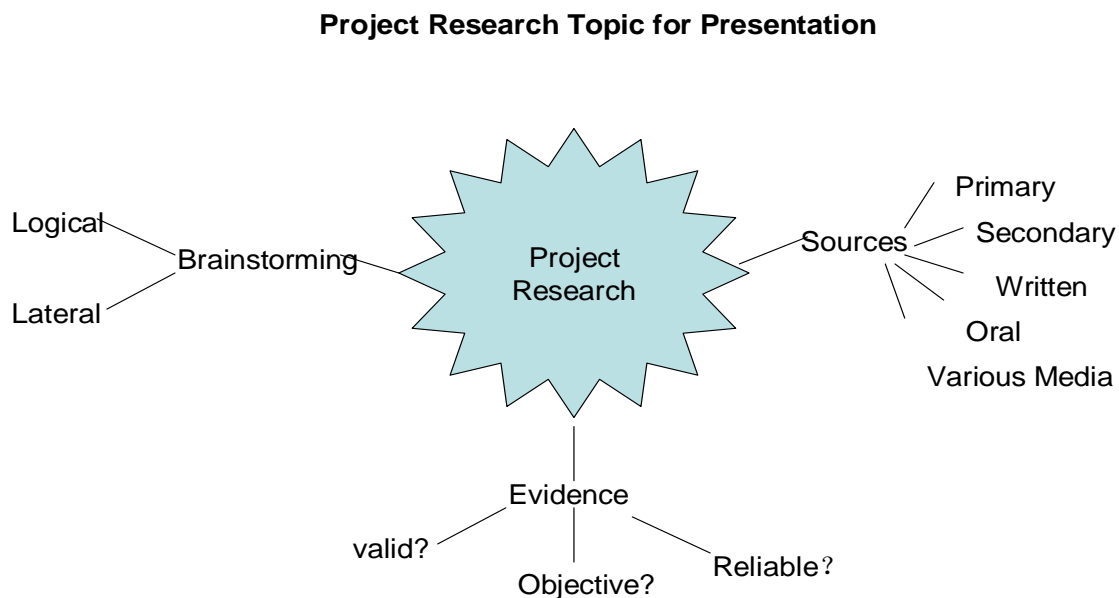 Project Research Topic for Presentation
Logical
Lateral
Brainstorming
Project
Research
Sources
Primary
Secondary
Written
Oral
Various Media
Evidence
valid?
Objective?
Reliable？